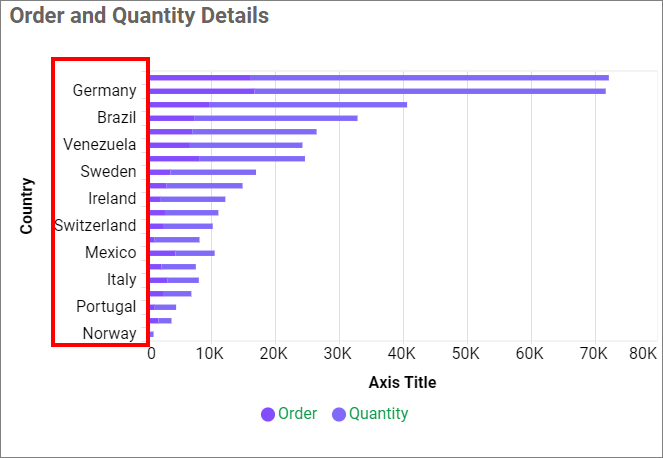 Order and Quantity Details
Country
Germany
Brazil
Venezuela
Sweden
Ireland
Switzerland
Mexico
Italy
Portugal
Norway
0 10K 20K 30K 40K 50K 60K 70K 80K
Axis Title
Order Quantity